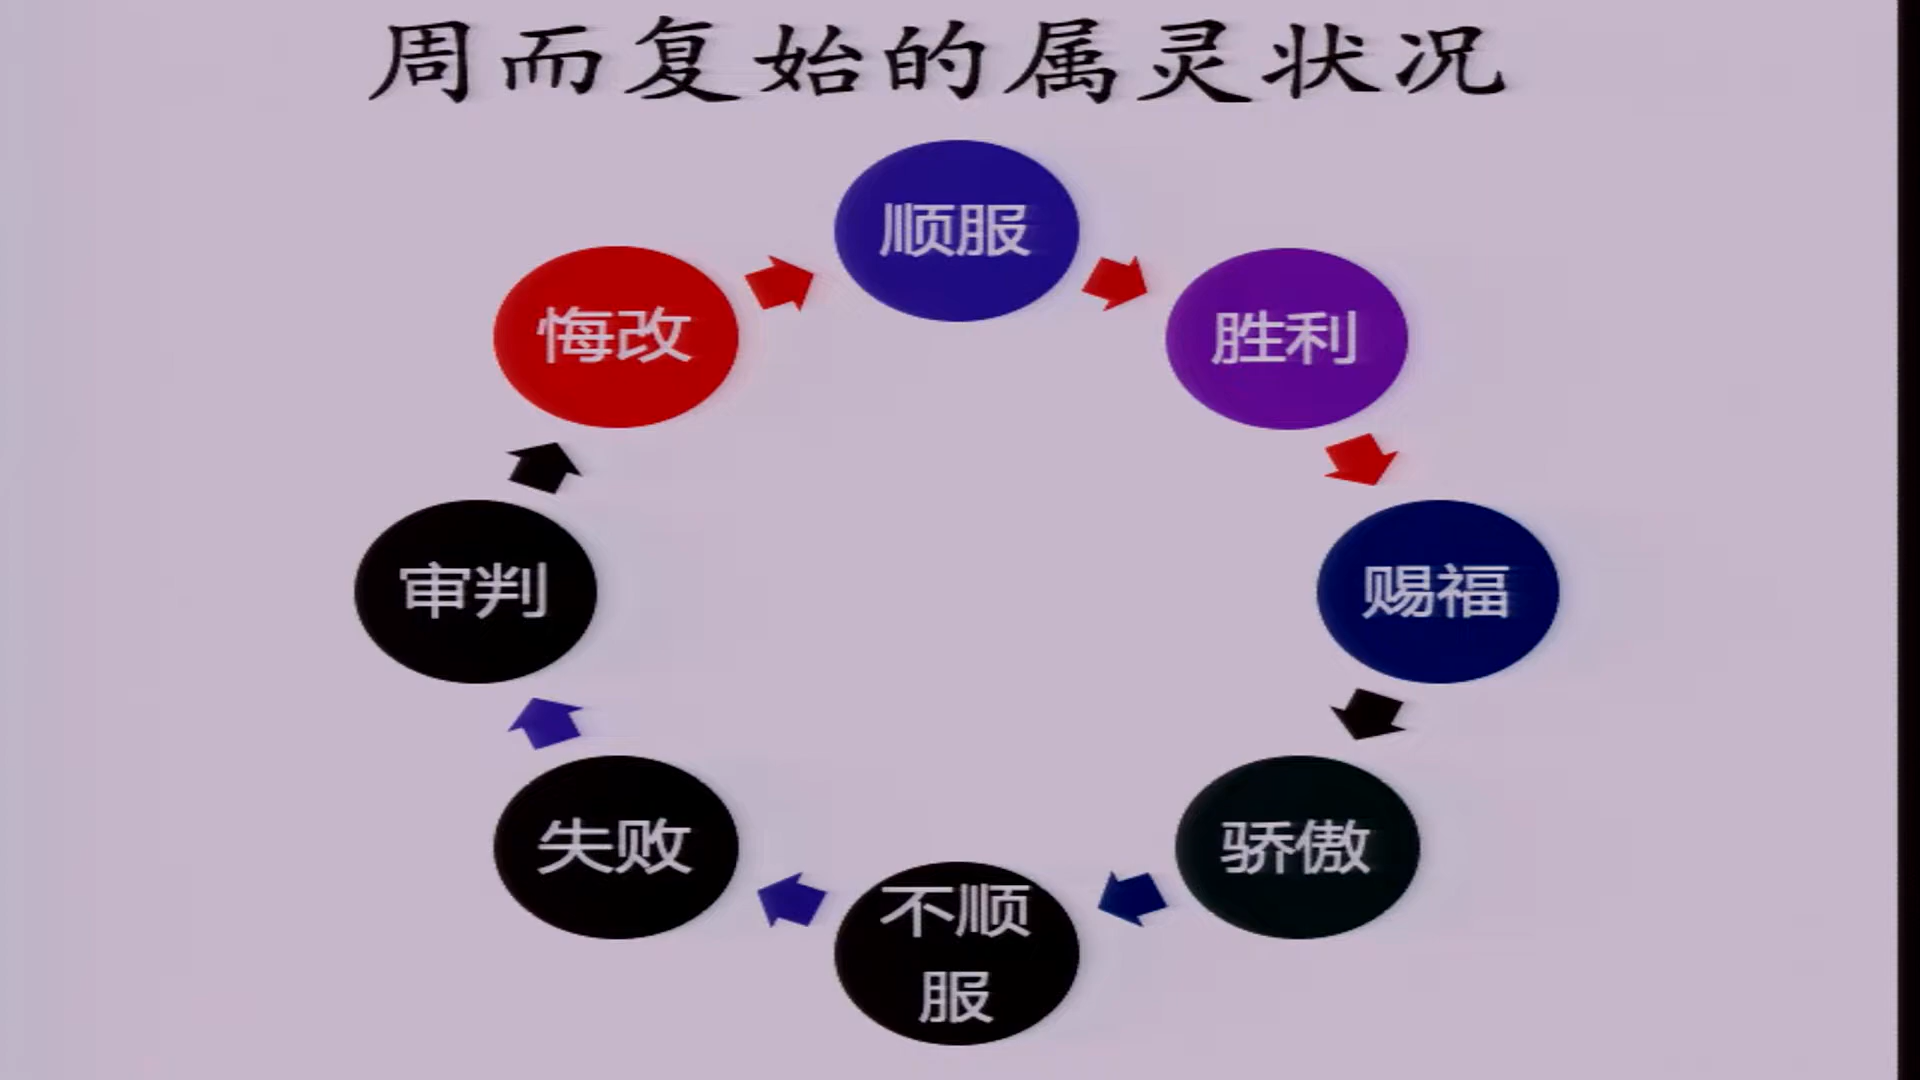 周而复始的属灵状况
顺服
胜利
赐福
骄傲
不顺
服
失败
审判
悔改